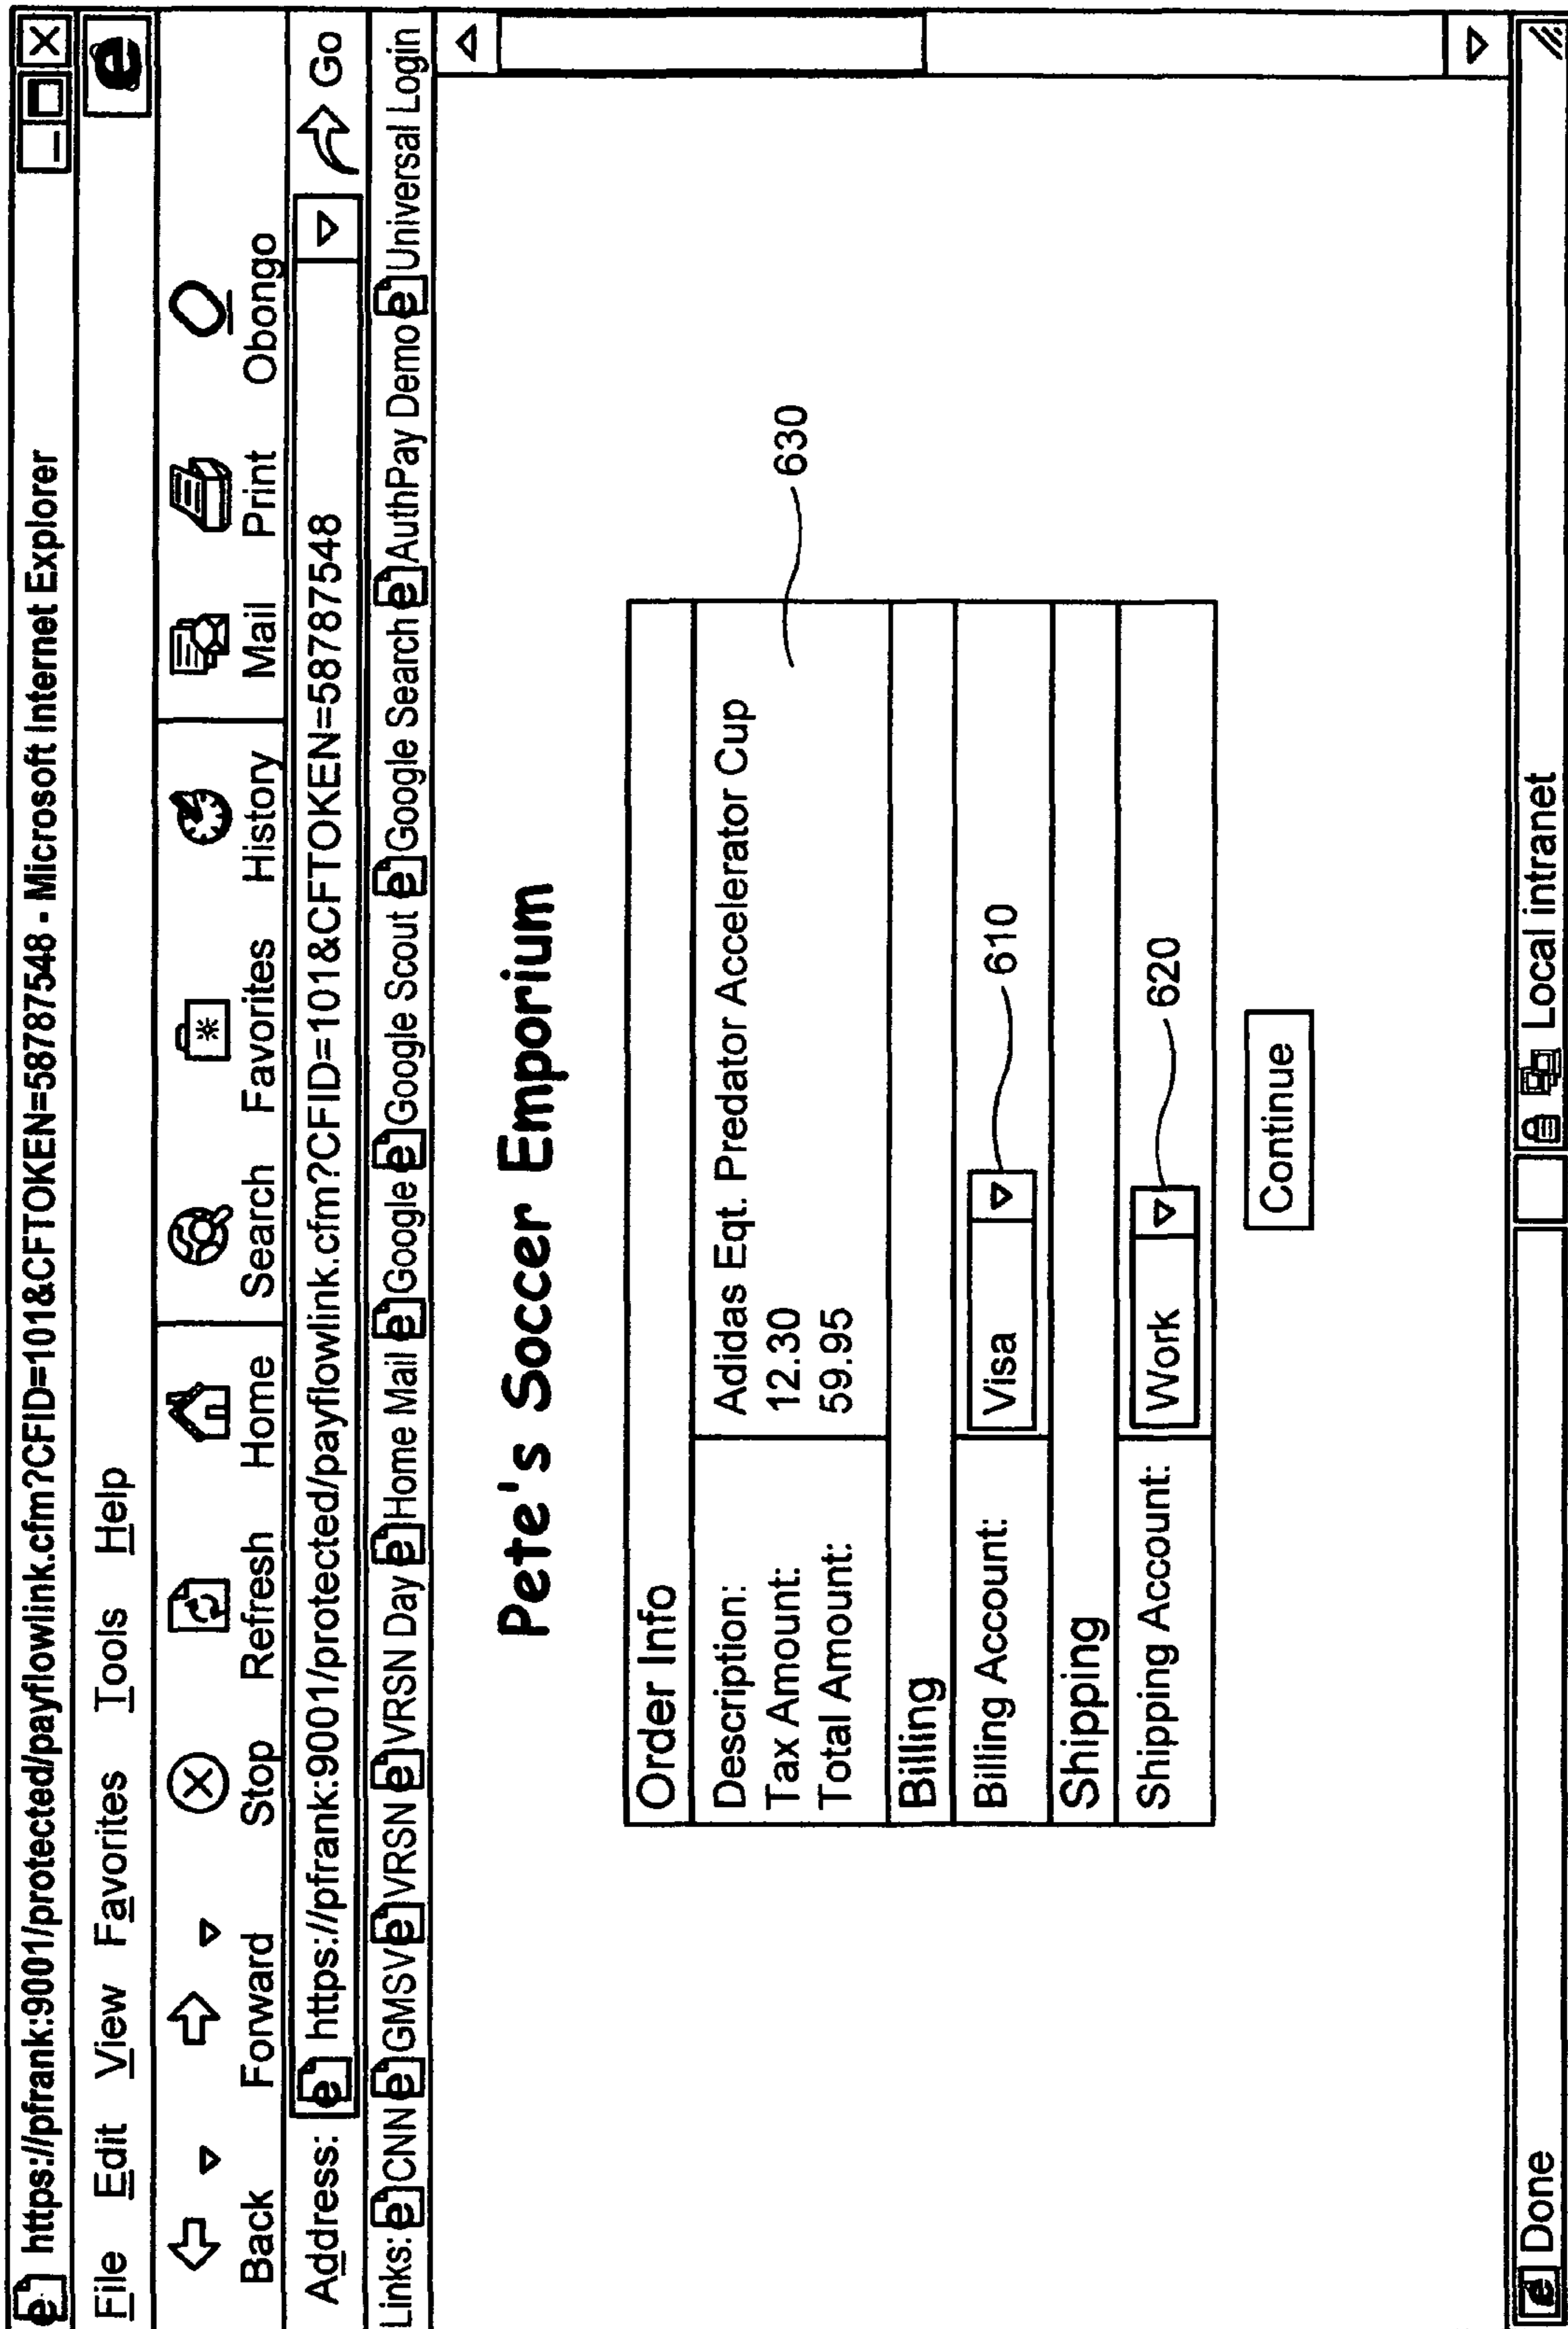 https://pfrank:9001/protected/payflowlink.cfm?CFID=101&CFTOKEN=58787548 - Microsoft Internet Explorer
File Edit View Favorites Tools Help
Back Forward Stop Refresh Home Search Favorites History Mail Print Obongo
Address: https://pfrank:9001/protected/payflowlink.cfm?CFID=101&CFTOKEN=58787548 Go
Links: CNN GMSV VRSN VRSN Day Home Mail Google Google Scout Google Search AuthPay Demo Universal Login
Pete's Soccer Emporium
Order Info
Description: Adidas Eqt. Predator Accelerator Cup
Tax Amount: 12.30
Total Amount: 59.95
630
Billing
Billing Account: Visa 610
Shipping
Shipping Account: Work 620
Continue
Done Local intranet